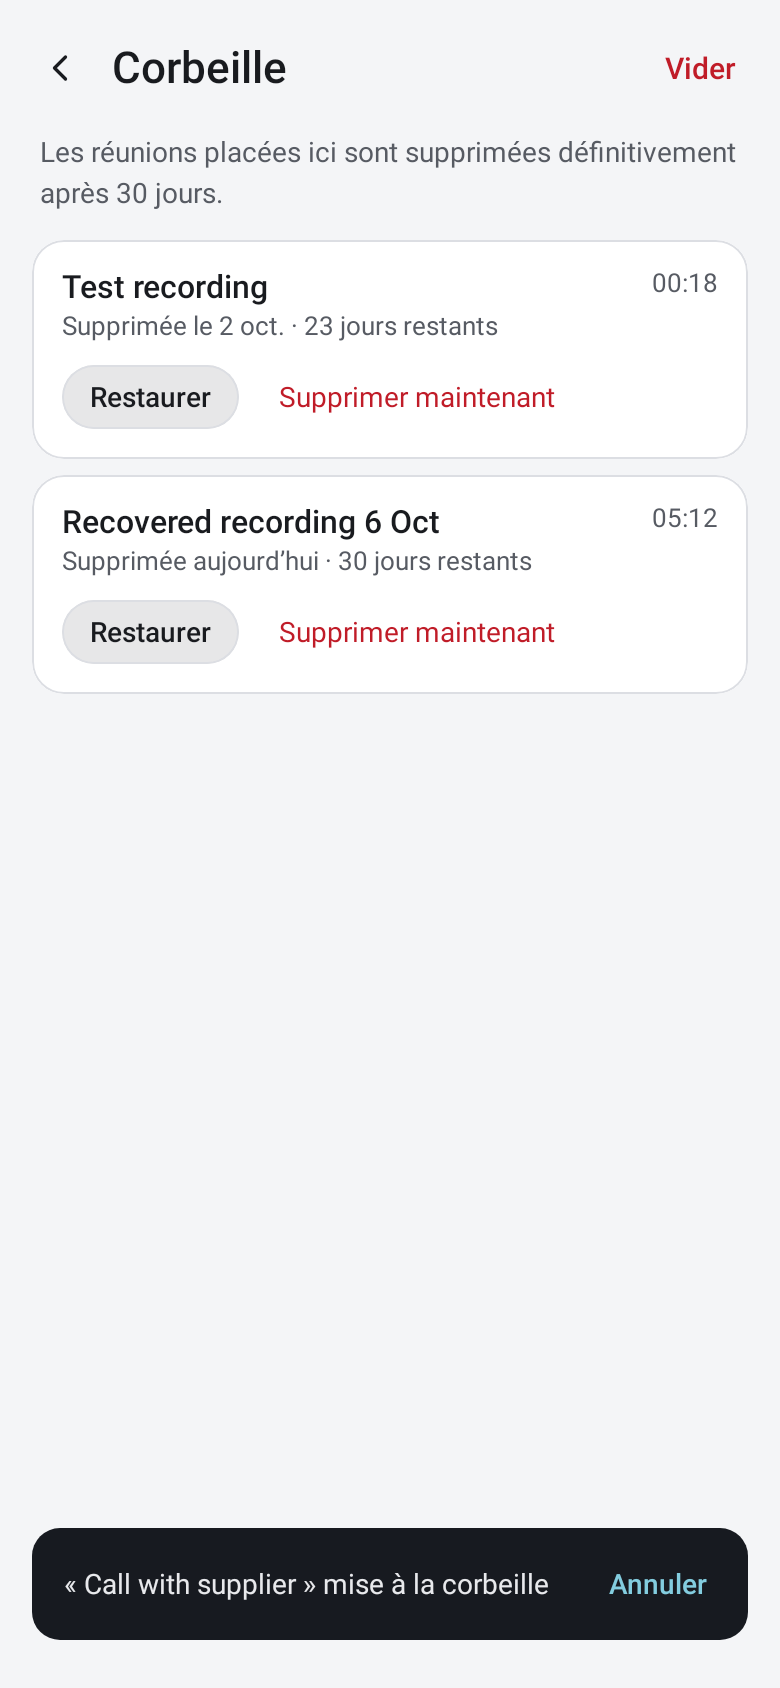 Corbeille
Vider
Les réunions placées ici sont supprimées définitivement
après 30 jours.
Test recording
00:18
Supprimée le 2 oct. · 23 jours restants
Restaurer
Supprimer maintenant
Recovered recording 6 Oct
05:12
Supprimée aujourd’hui · 30 jours restants
Restaurer
Supprimer maintenant
« Call with supplier » mise à la corbeille
Annuler